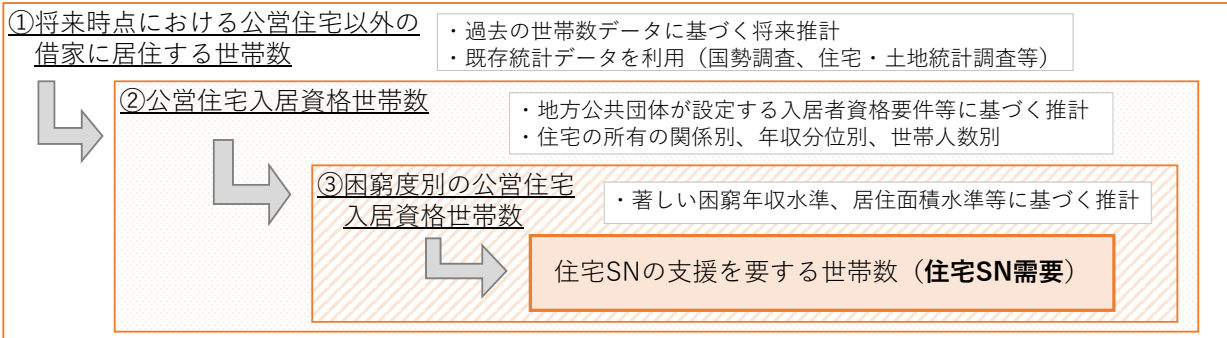 ①将来時点における公営住宅以外の
借家に居住する世帯数
・過去の世帯数データに基づく将来推計
・既存統計データを利用（国勢調査、住宅・土地統計調査等）
②公営住宅入居資格世帯数
・地方公共団体が設定する入居者資格要件等に基づく推計
・住宅の所有の関係別、年収分位別、世帯人数別
③困窮度別の公営住宅
入居資格世帯数
・著しい困窮年収水準、居住面積水準等に基づく推計
住宅SNの支援を要する世帯数（住宅SN需要）